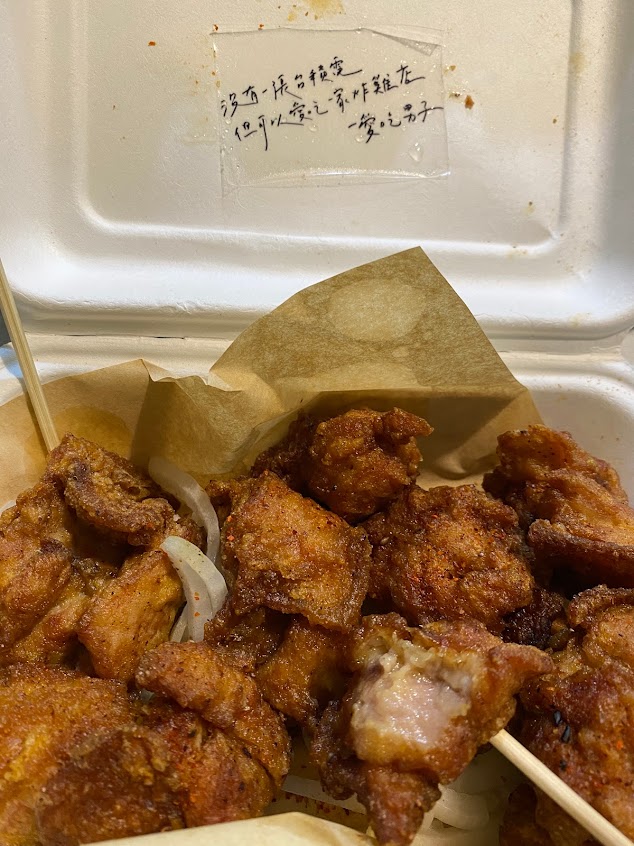 沒有一張台積電
但可以愛吃一家炸雞店
—愛吃男子